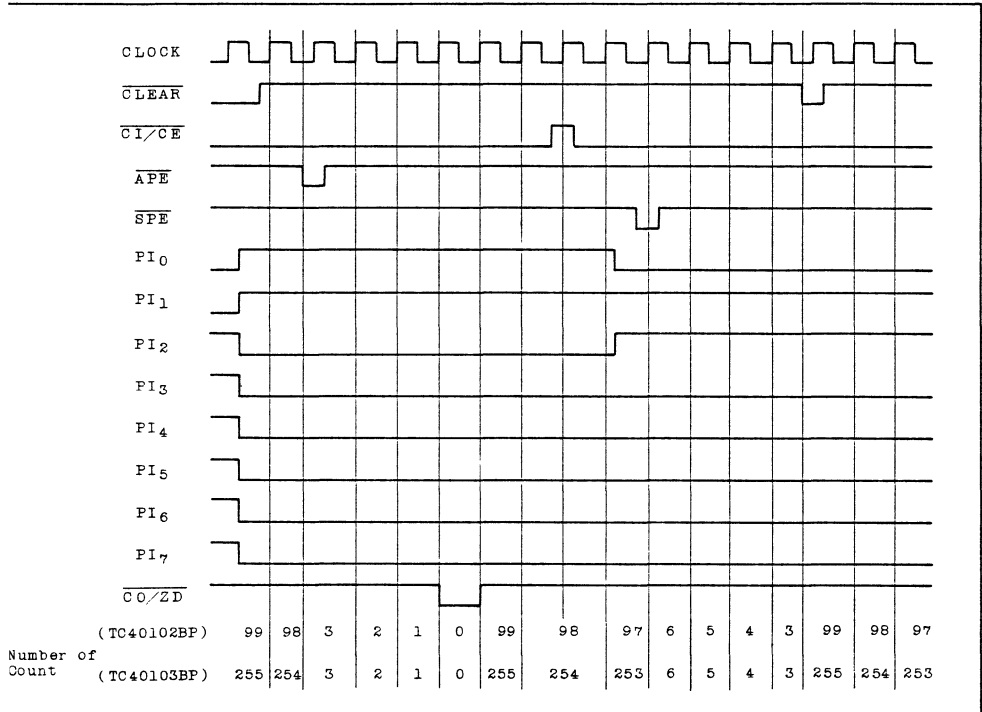 CLOCK
CLEAR
CI/CE
APE
SPE
PI0
PI1
PI2
PI3
PI4
PI5
PI6
PI7
CO/ZD
(TC40102BP) 99 98 3 2 1 0 99 98 97 6 5 4 3 99 98 97
Number of
Count (TC40103BP) 255 254 3 2 1 0 255 254 253 6 5 4 3 255 254 253